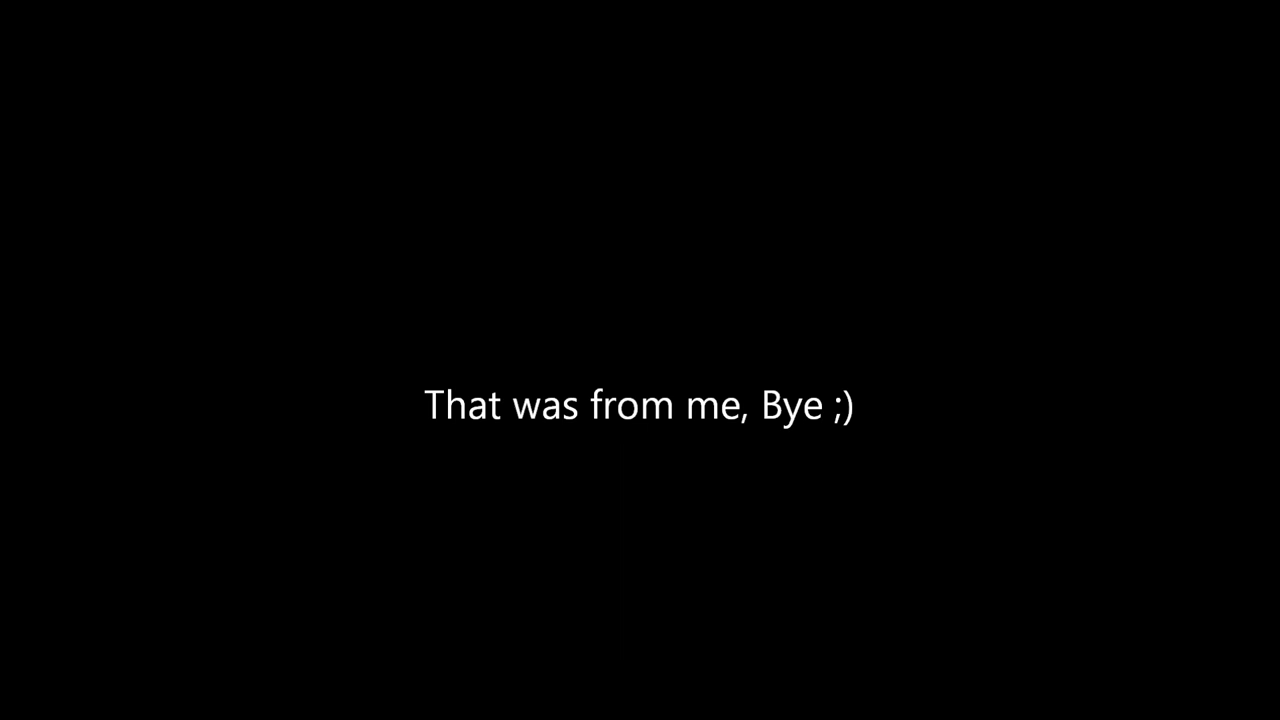 That was from me, Bye ;)